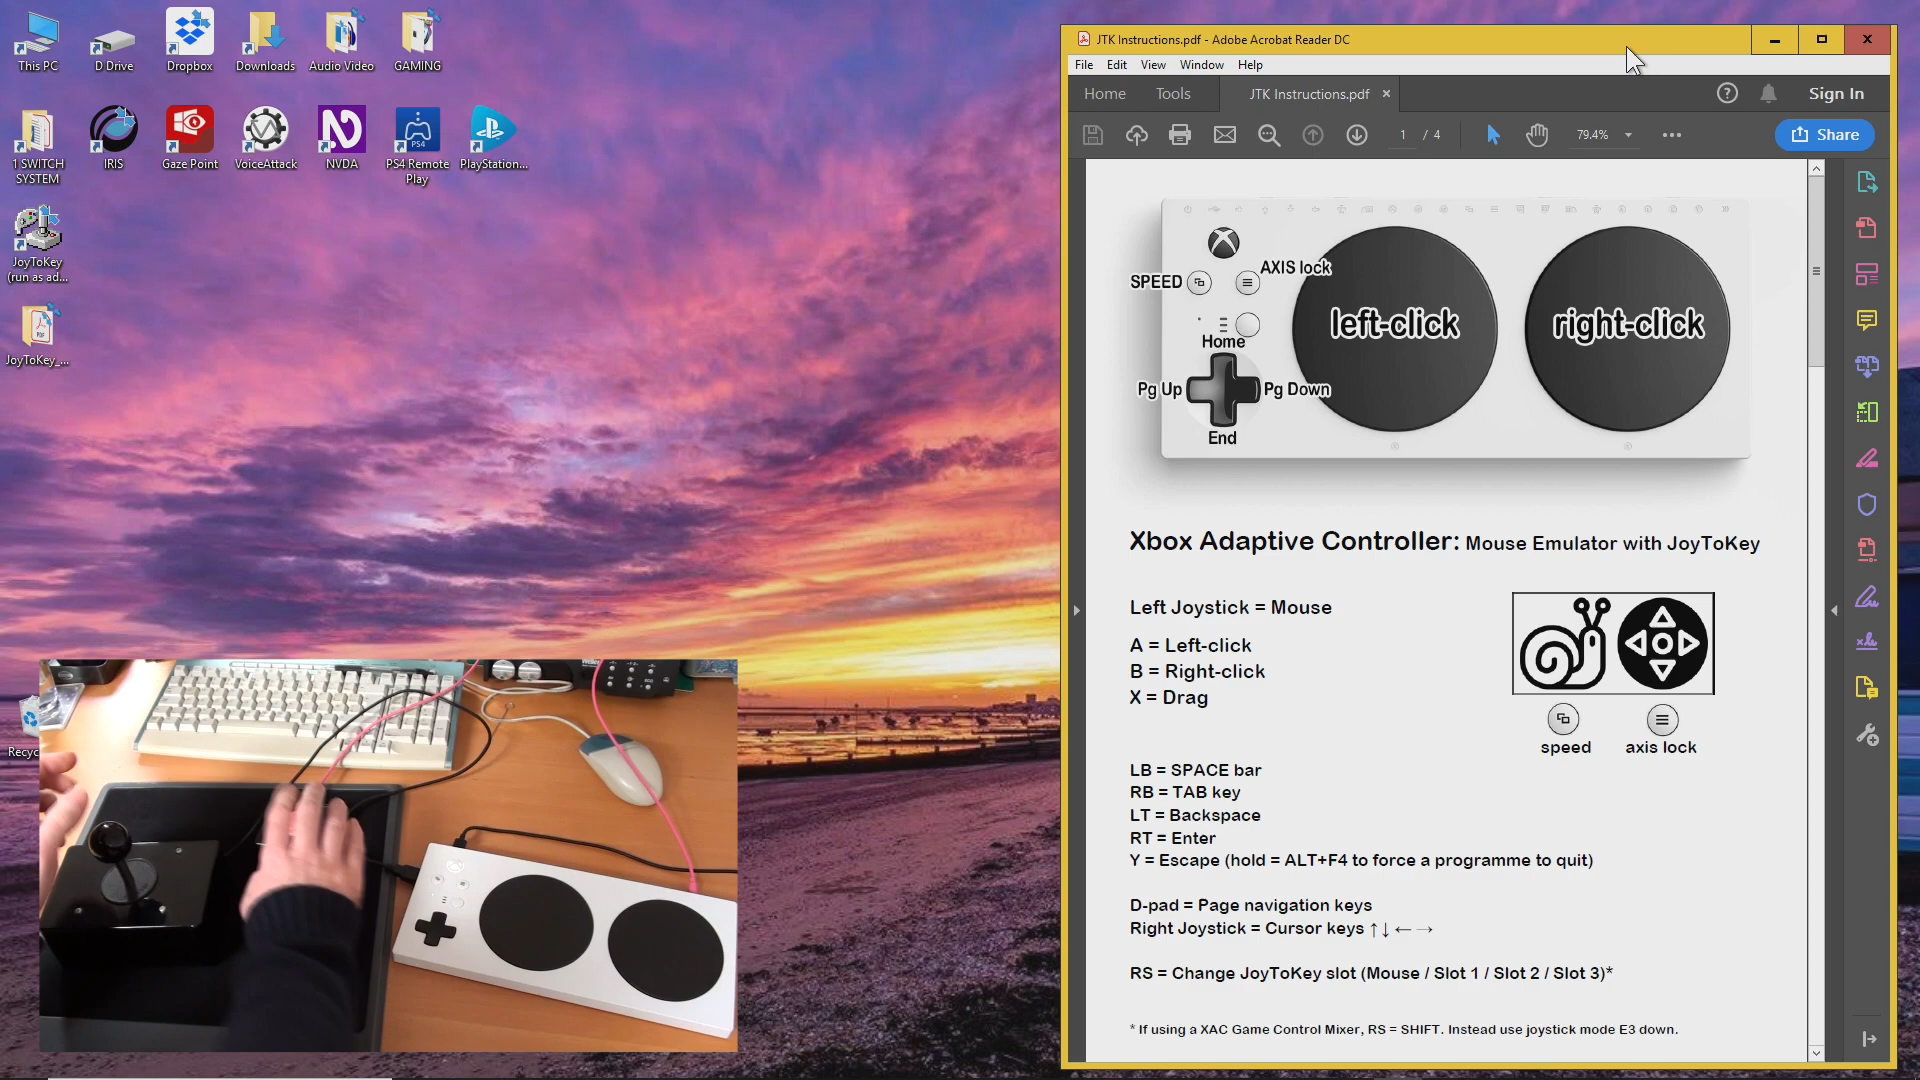 This PC
D Drive
Dropbox
Downloads
Audio Video
GAMING
1 SWITCH
SYSTEM
IRIS
Gaze Point
VoiceAttack
NVDA
PS4
PS4 Remote
Play
PlayStation...
JoyToKey
(run as ad...
PDF
JoyToKey_...
Recyc
JTK Instructions.pdf - Adobe Acrobat Reader DC
File Edit View Window Help
Home Tools JTK Instructions.pdf × Sign In
1 / 4 79.4% Share
SPEED
AXIS lock
left-click
right-click
Home
Pg Up
Pg Down
End
Xbox Adaptive Controller: Mouse Emulator with JoyToKey
Left Joystick = Mouse
A = Left-click
B = Right-click
X = Drag
speed axis lock
LB = SPACE bar
RB = TAB key
LT = Backspace
RT = Enter
Y = Escape (hold = ALT+F4 to force a programme to quit)
D-pad = Page navigation keys
Right Joystick = Cursor keys ↑↓←→
RS = Change JoyToKey slot (Mouse / Slot 1 / Slot 2 / Slot 3)*
* If using a XAC Game Control Mixer, RS = SHIFT. Instead use joystick mode E3 down.